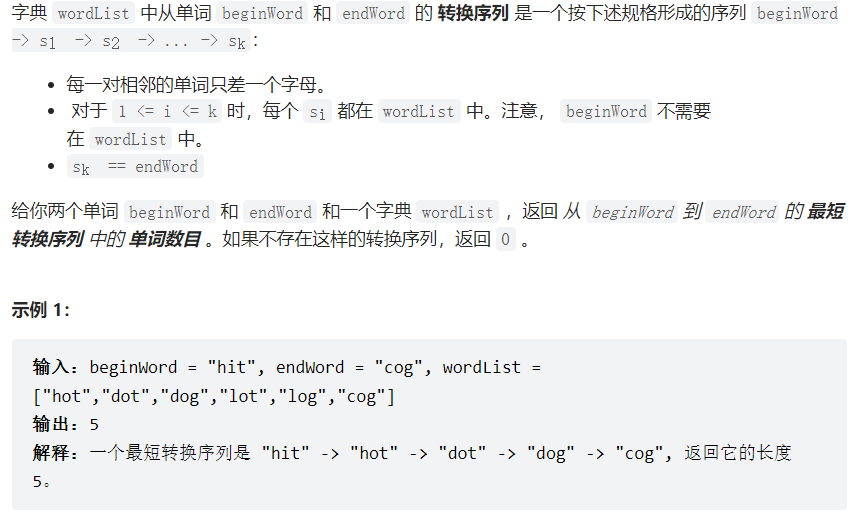 字典 wordList 中从单词 beginWord 和 endWord 的 转换序列 是一个按下述规格形成的序列 beginWord
-> s1 -> s2 -> ... -> sk：
• 每一对相邻的单词只差一个字母。
• 对于 1 <= i <= k 时，每个 si 都在 wordList 中。注意， beginWord 不需要
在 wordList 中。
• sk == endWord
给你两个单词 beginWord 和 endWord 和一个字典 wordList ，返回 从 beginWord 到 endWord 的 最短
转换序列 中的 单词数目 。如果不存在这样的转换序列，返回 0 。
示例 1：
输入：beginWord = "hit", endWord = "cog", wordList =
["hot","dot","dog","lot","log","cog"]
输出：5
解释：一个最短转换序列是 "hit" -> "hot" -> "dot" -> "dog" -> "cog", 返回它的长度
5。